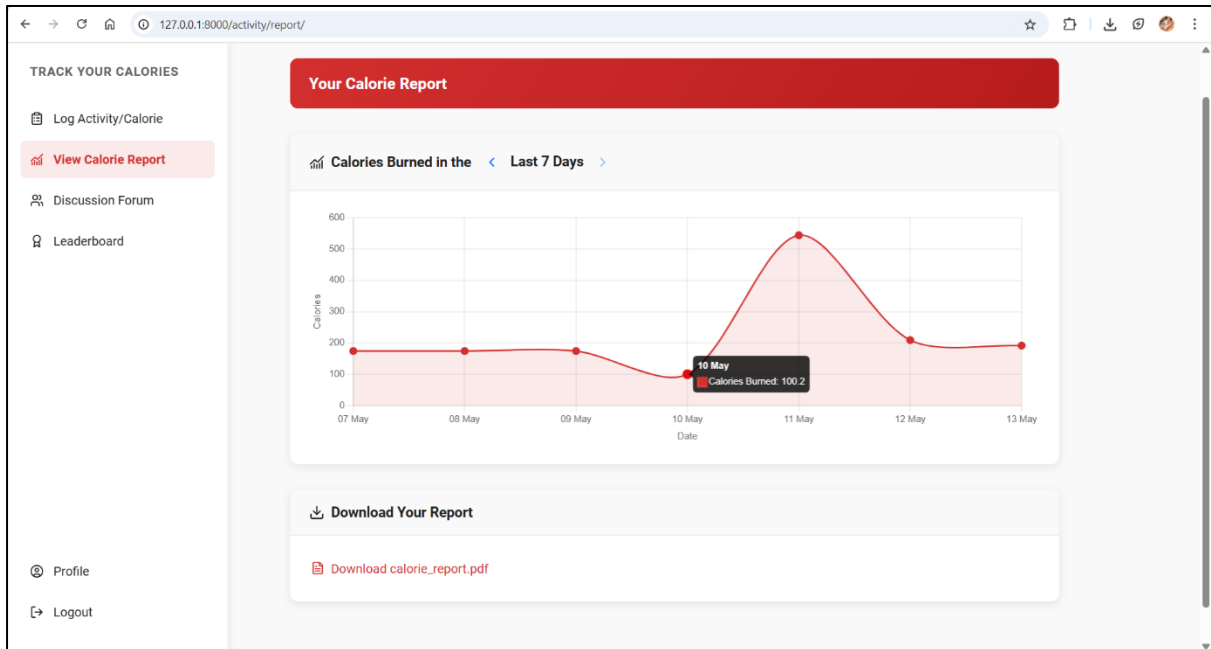 127.0.0.1:8000/activity/report/
TRACK YOUR CALORIES
Log Activity/Calorie
View Calorie Report
Discussion Forum
Leaderboard
Profile
Logout
Your Calorie Report
Calories Burned in the < Last 7 Days >
600
500
400
300
200
100
0
Calories
10 May
Calories Burned: 100.2
07 May 08 May 09 May 10 May 11 May 12 May 13 May
Date
Download Your Report
Download calorie_report.pdf